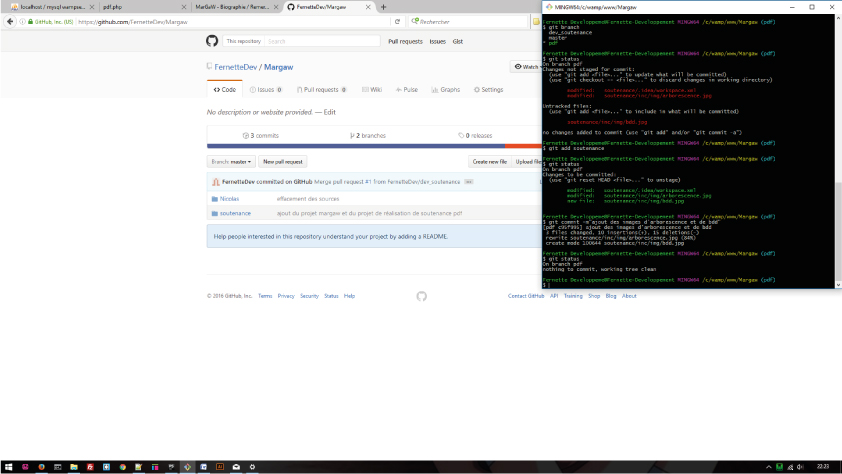 localhost / mysql wampse...
pdf.php
MarGaW - Biographie / Remer...
FernetteDev/Margaw
GitHub, Inc. (US)
https://github.com/FernetteDev/Margaw
Rechercher
This repository
Search
Pull requests
Issues
Gist
FernetteDev / Margaw
Watch
Code
Issues 0
Pull requests 0
Wiki
Pulse
Graphs
Settings
No description or website provided. — Edit
3 commits
2 branches
0 releases
Branch: master
New pull request
Create new file
Upload files
FernetteDev committed on GitHub Merge pull request #1 from FernetteDev/dev_soutenance
Nicolas
effacement des sources
soutenance
ajout du projet margaw et du projet de réalisation de soutenance pdf
Help people interested in this repository understand your project by adding a README.
© 2016 GitHub, Inc.
Terms
Privacy
Security
Status
Help
Contact GitHub
API
Training
Shop
Blog
About
MINGW64:/c/wamp/www/Margaw
Fernette Developpement@Fernette-Developpement MINGW64 /c/wamp/www/Margaw (pdf)
$ git branch
dev_soutenance
master
* pdf
Fernette Developpement@Fernette-Developpement MINGW64 /c/wamp/www/Margaw (pdf)
$ git status
On branch pdf
Changes not staged for commit:
(use "git add <file>..." to update what will be committed)
(use "git checkout -- <file>..." to discard changes in working directory)
modified: soutenance/.idea/workspace.xml
modified: soutenance/inc/img/arborescence.jpg
Untracked files:
(use "git add <file>..." to include in what will be committed)
soutenance/inc/img/bdd.jpg
no changes added to commit (use "git add" and/or "git commit -a")
Fernette Developpement@Fernette-Developpement MINGW64 /c/wamp/www/Margaw (pdf)
$ git add soutenance
Fernette Developpement@Fernette-Developpement MINGW64 /c/wamp/www/Margaw (pdf)
$ git status
On branch pdf
Changes to be committed:
(use "git reset HEAD <file>..." to unstage)
modified: soutenance/.idea/workspace.xml
modified: soutenance/inc/img/arborescence.jpg
new file: soutenance/inc/img/bdd.jpg
Fernette Developpement@Fernette-Developpement MINGW64 /c/wamp/www/Margaw (pdf)
$ git commit -m"ajout des images d'arborescence et de bdd"
[pdf c95f995] ajout des images d'arborescence et de bdd
3 files changed, 10 insertions(+), 15 deletions(-)
rewrite soutenance/inc/img/arborescence.jpg (84%)
create mode 100644 soutenance/inc/img/bdd.jpg
Fernette Developpement@Fernette-Developpement MINGW64 /c/wamp/www/Margaw (pdf)
$ git status
On branch pdf
nothing to commit, working tree clean
Fernette Developpement@Fernette-Developpement MINGW64 /c/wamp/www/Margaw (pdf)
$
22:23